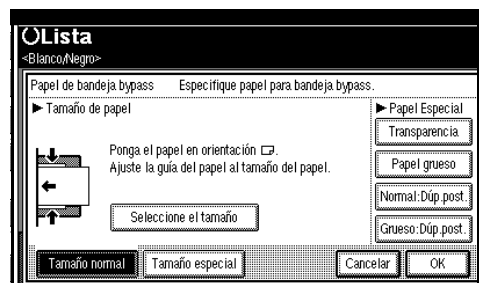 Lista
<Blanco/Negro>
Papel de bandeja bypass Especifique papel para bandeja bypass.
► Tamaño de papel
► Papel Especial
Ponga el papel en orientación.
Ajuste la guía del papel al tamaño del papel.
Seleccione el tamaño
Transparencia
Papel grueso
Normal:Dúp.post.
Grueso:Dúp.post.
Tamaño normal
Tamaño especial
Cancelar
OK